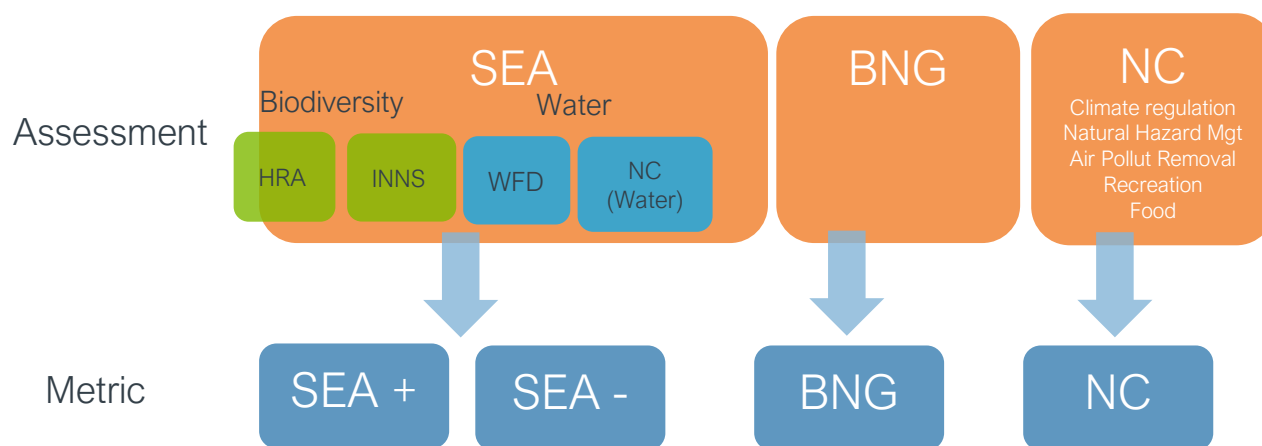 SEA
BNG
NC
Biodiversity
Water
Assessment
HRA
INNS
WFD
NC
(Water)
Climate regulation
Natural Hazard Mgt
Air Pollut Removal
Recreation
Food
Metric
SEA +
SEA -
BNG
NC